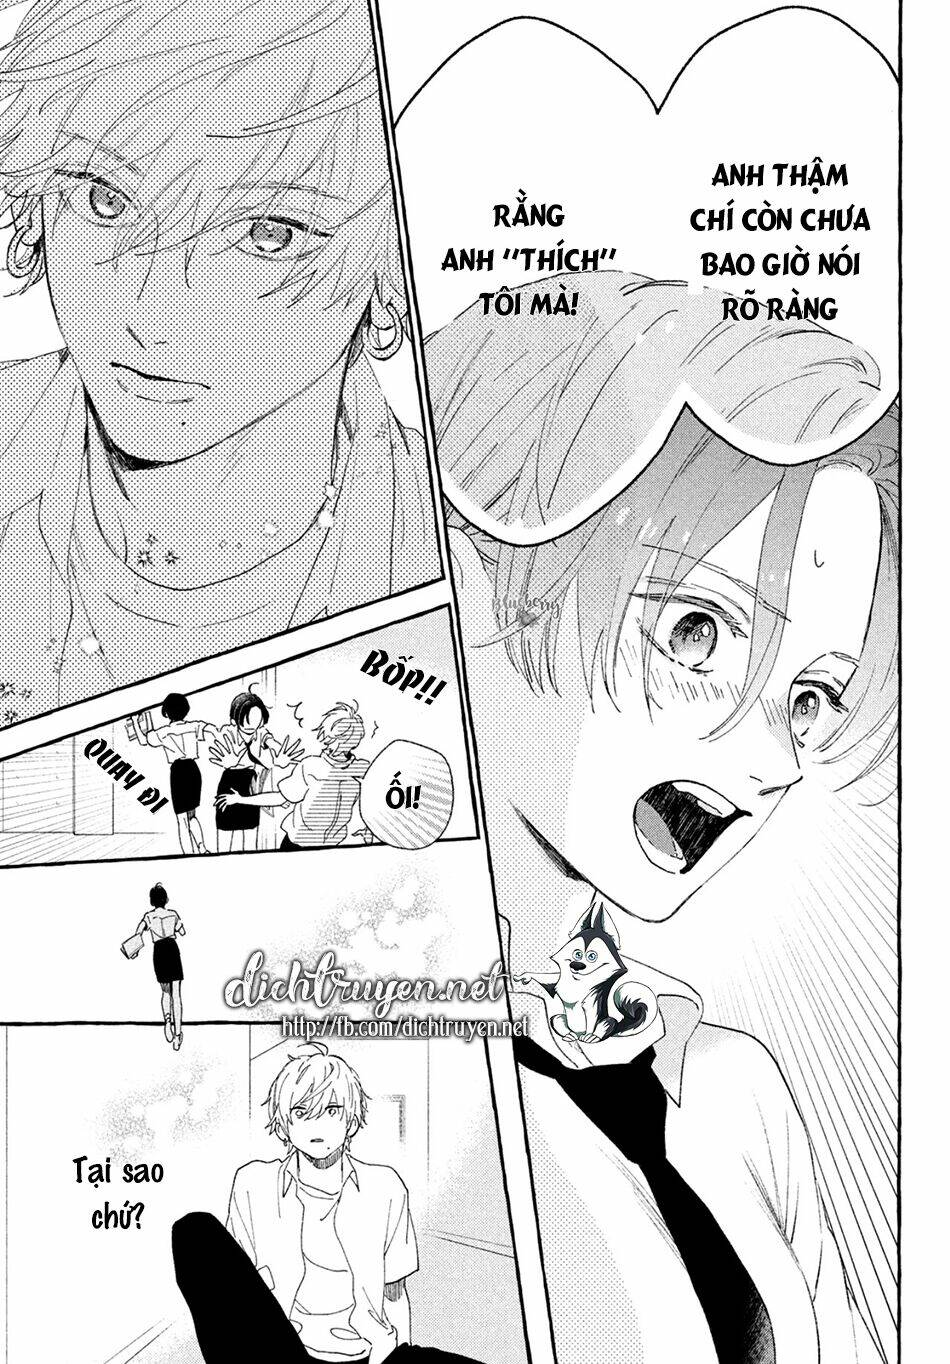 ANH THẬM
CHÍ CÒN CHƯA
BAO GIỜ NÓI
RÕ RÀNG
RẰNG
ANH "THÍCH"
TÔI MÀ!
Blueberry
BỐP!!
QUAY ĐI
ỐI!
dichtruyen.net
http://fb.com/dichtruyen.net
Tại sao
chứ?